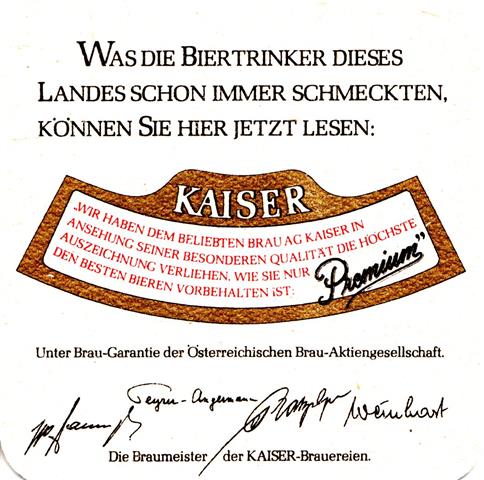 WAS DIE BIERTRINKER DIESES
LANDES SCHON IMMER SCHMECKTEN,
KÖNNEN SIE HIER JETZT LESEN:
KAISER
„WIR HABEN DEM BELIEBTEN BRAU AG KAISER IN
ANSEHUNG SEINER BESONDEREN QUALITÄT DIE HÖCHSTE
AUSZEICHNUNG VERLIEHEN, WIE SIE NUR
DEN BESTEN BIEREN VORBEHALTEN IST:
Premium"
Unter Brau-Garantie der Österreichischen Brau-Aktiengesellschaft.
Weinhart
Die Braumeister der KAISER-Brauereien.